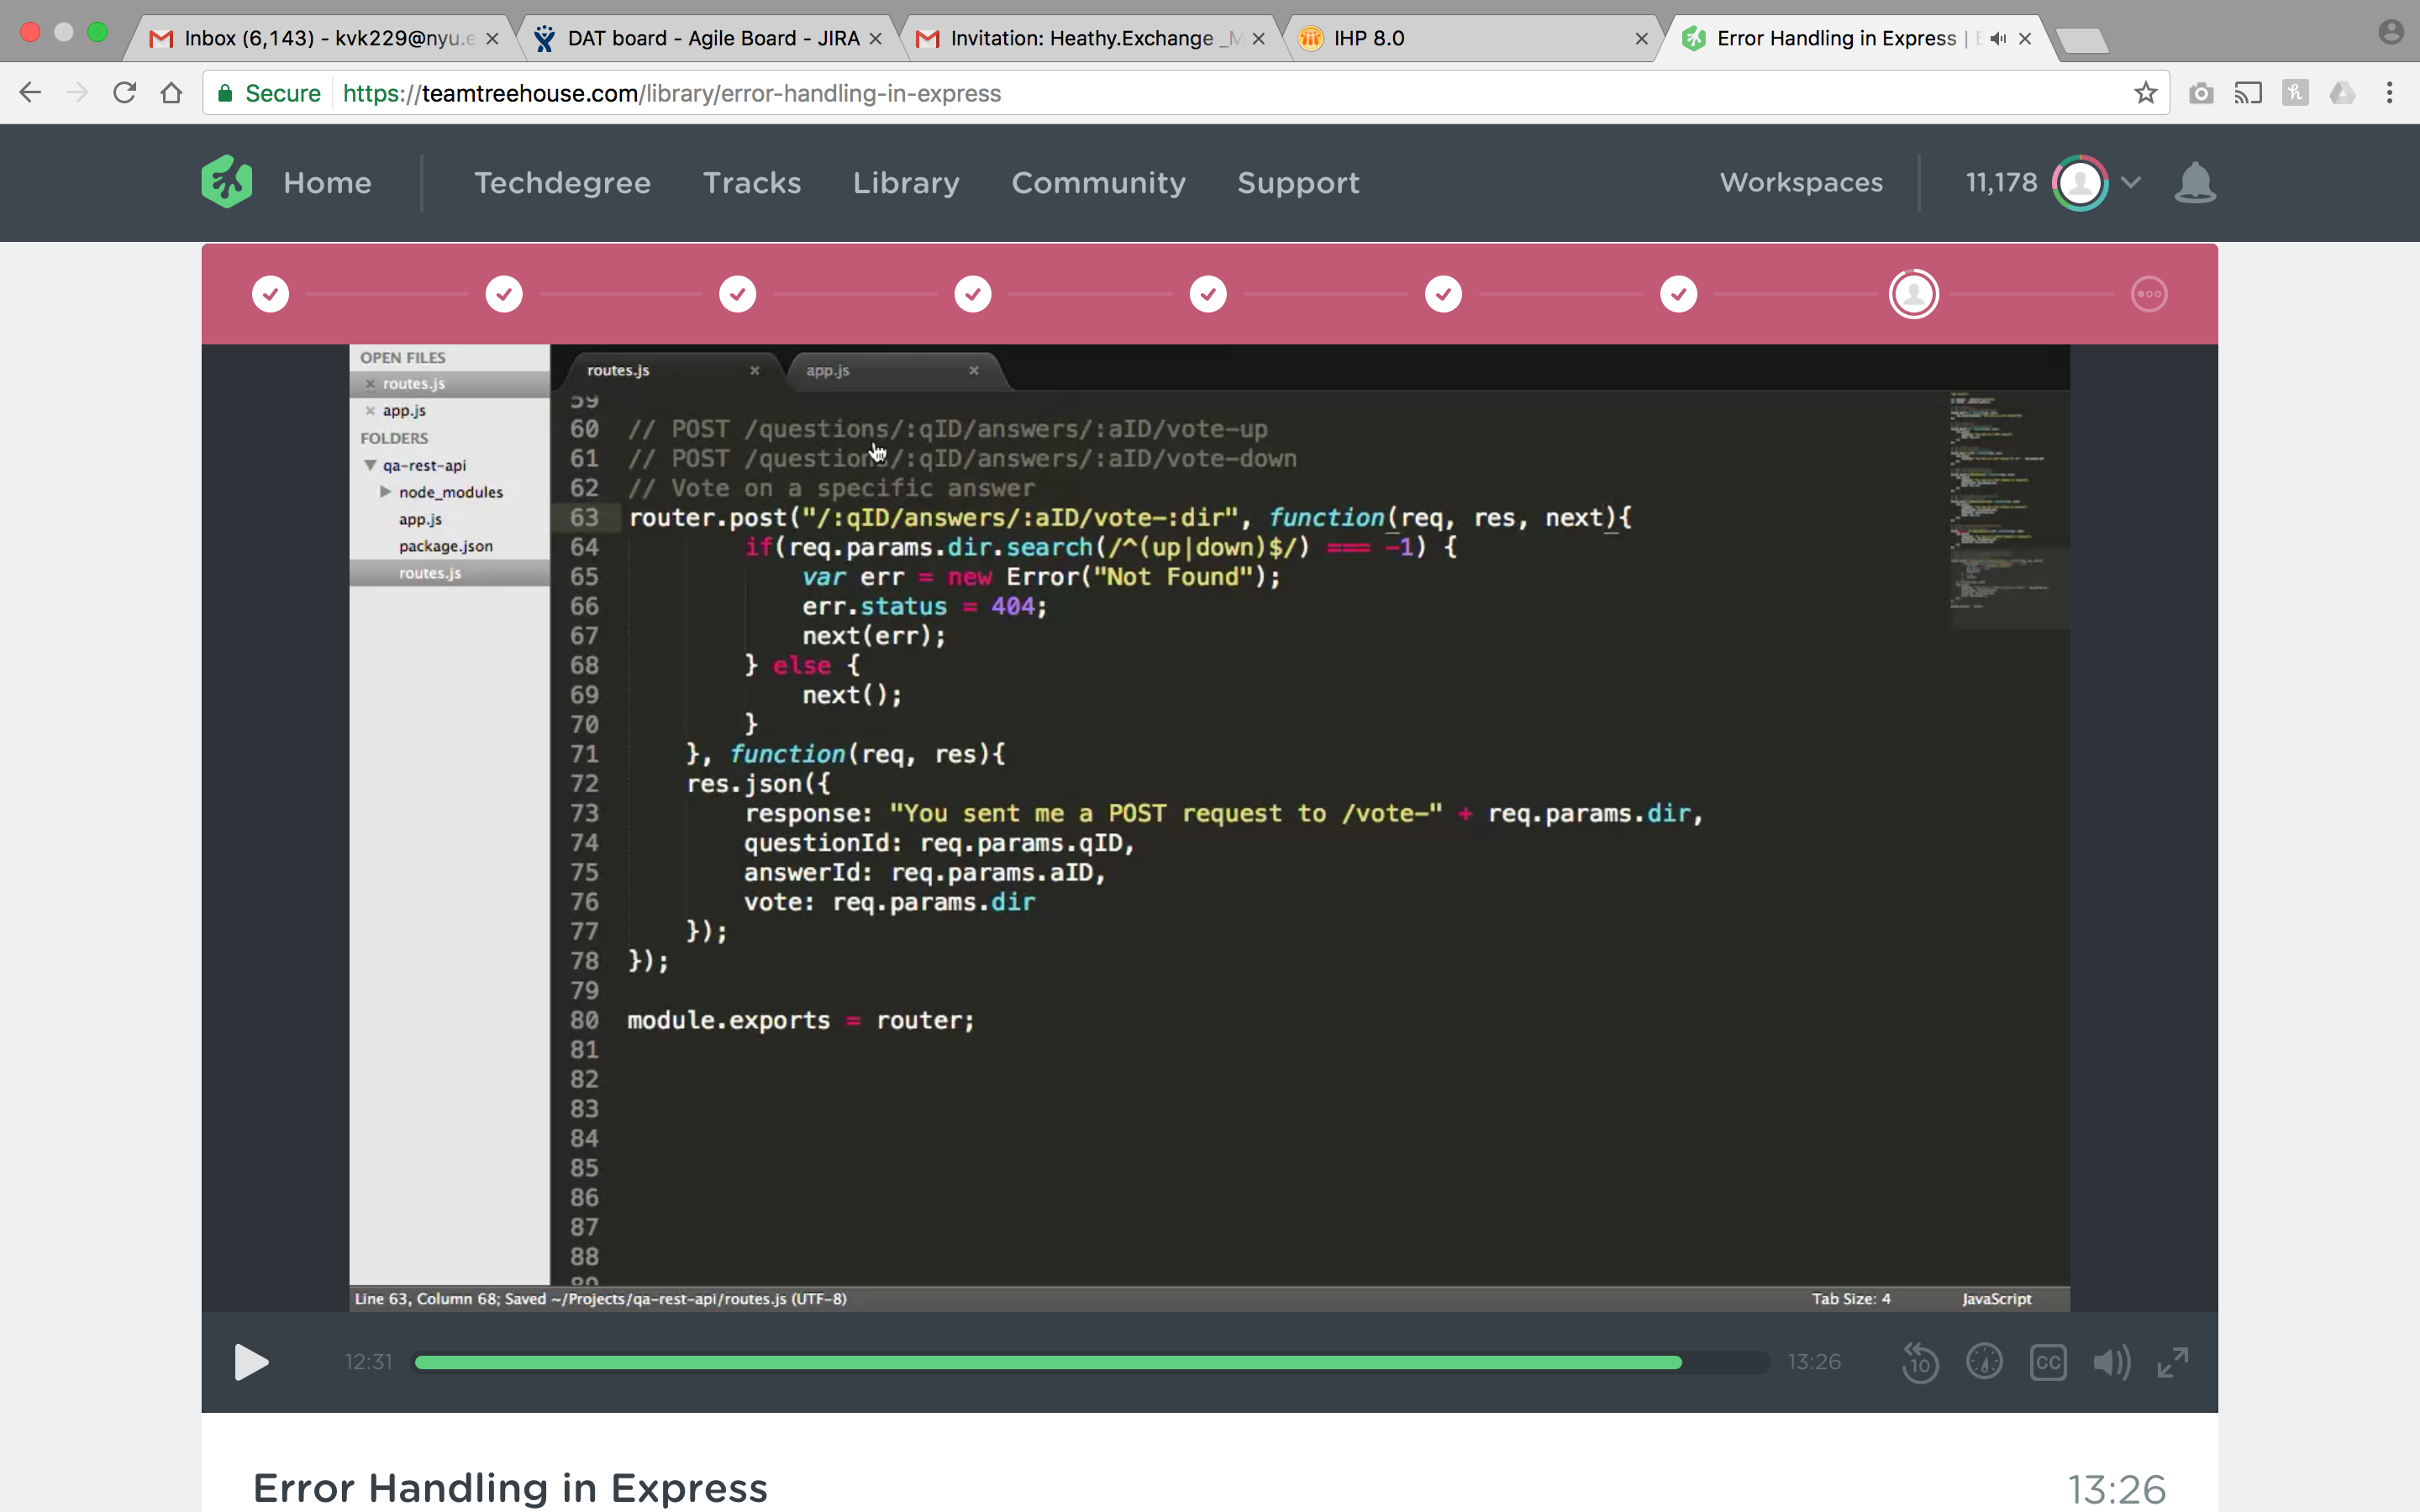 Inbox (6,143) - kvk229@nyu.e
DAT board - Agile Board - JIRA
Invitation: Heathy.Exchange _M
IHP 8.0
Error Handling in Express |
Secure https://teamtreehouse.com/library/error-handling-in-express
Home Techdegree Tracks Library Community Support Workspaces 11,178
OPEN FILES
routes.js
app.js
FOLDERS
qa-rest-api
node_modules
app.js
package.json
routes.js
routes.js app.js
59
60 // POST /questions/:qID/answers/:aID/vote-up
61 // POST /questions/:qID/answers/:aID/vote-down
62 // Vote on a specific answer
63 router.post("/:qID/answers/:aID/vote-:dir", function(req, res, next){
64 if(req.params.dir.search(/^(up|down)$/) === -1) {
65 var err = new Error("Not Found");
66 err.status = 404;
67 next(err);
68 } else {
69 next();
70 }
71 }, function(req, res){
72 res.json({
73 response: "You sent me a POST request to /vote-" + req.params.dir,
74 questionId: req.params.qID,
75 answerId: req.params.aID,
76 vote: req.params.dir
77 });
78 });
79
80 module.exports = router;
81
82
83
84
85
86
87
88
89
Line 63, Column 68; Saved ~/Projects/qa-rest-api/routes.js (UTF-8) Tab Size: 4 JavaScript
12:31 13:26 10 CC
Error Handling in Express 13:26